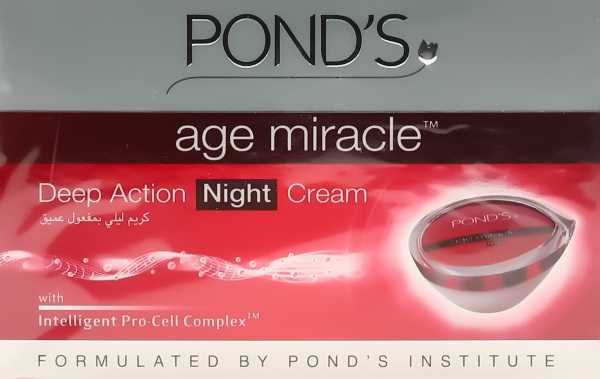 POND'S
age miracle™
Deep Action Night Cream
كريم ليلي بمفعول عميق
POND'S
with
Intelligent Pro-Cell Complex™
FORMULATED BY POND'S INSTITUTE